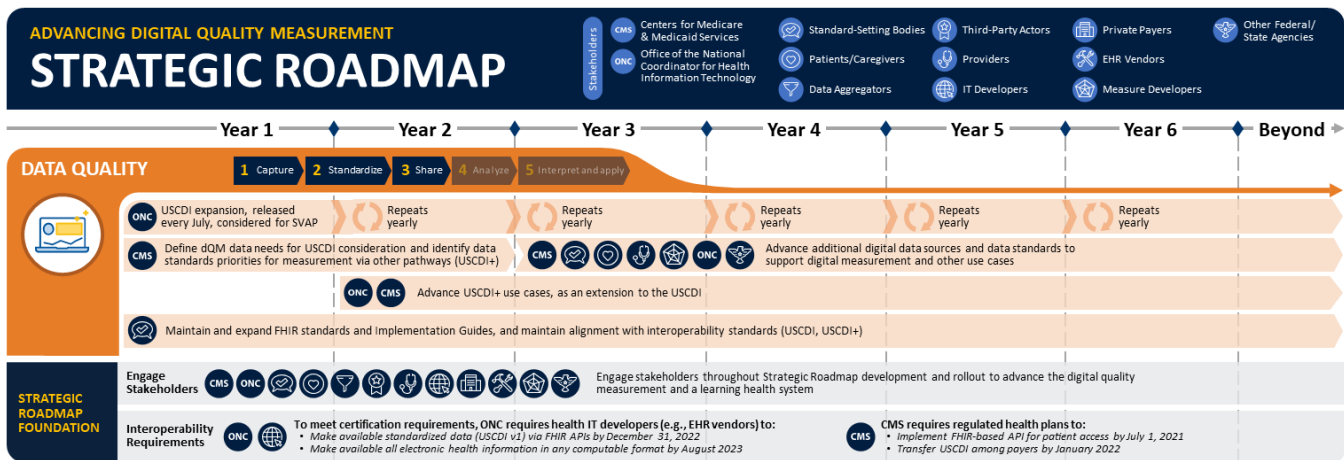 ADVANCING DIGITAL QUALITY MEASUREMENT
STRATEGIC ROADMAP
Stakeholders
CMS Centers for Medicare
& Medicaid Services
ONC Office of the National
Coordinator for Health
Information Technology
Standard-Setting Bodies
Patients/Caregivers
Data Aggregators
Third-Party Actors
Providers
IT Developers
Private Payers
EHR Vendors
Measure Developers
Other Federal/
State Agencies
Year 1 Year 2 Year 3 Year 4 Year 5 Year 6 Beyond
DATA QUALITY
1 Capture 2 Standardize 3 Share 4 Analyze 5 Interpret and apply
ONC USCDI expansion, released
every July, considered for SVAP
Repeats
yearly
Repeats
yearly
Repeats
yearly
Repeats
yearly
Repeats
yearly
CMS Define dQM data needs for USCDI consideration and identify data
standards priorities for measurement via other pathways (USCDI+)
CMS ONC Advance additional digital data sources and data standards to
support digital measurement and other use cases
ONC CMS Advance USCDI+ use cases, as an extension to the USCDI
Maintain and expand FHIR standards and Implementation Guides, and maintain alignment with interoperability standards (USCDI, USCDI+)
STRATEGIC
ROADMAP
FOUNDATION
Engage
Stakeholders
CMS ONC
Engage stakeholders throughout Strategic Roadmap development and rollout to advance the digital quality
measurement and a learning health system
Interoperability
Requirements
ONC
To meet certification requirements, ONC requires health IT developers (e.g., EHR vendors) to:
• Make available standardized data (USCDI v1) via FHIR APIs by December 31, 2022
• Make available all electronic health information in any computable format by August 2023
CMS
CMS requires regulated health plans to:
• Implement FHIR-based API for patient access by July 1, 2021
• Transfer USCDI among payers by January 2022